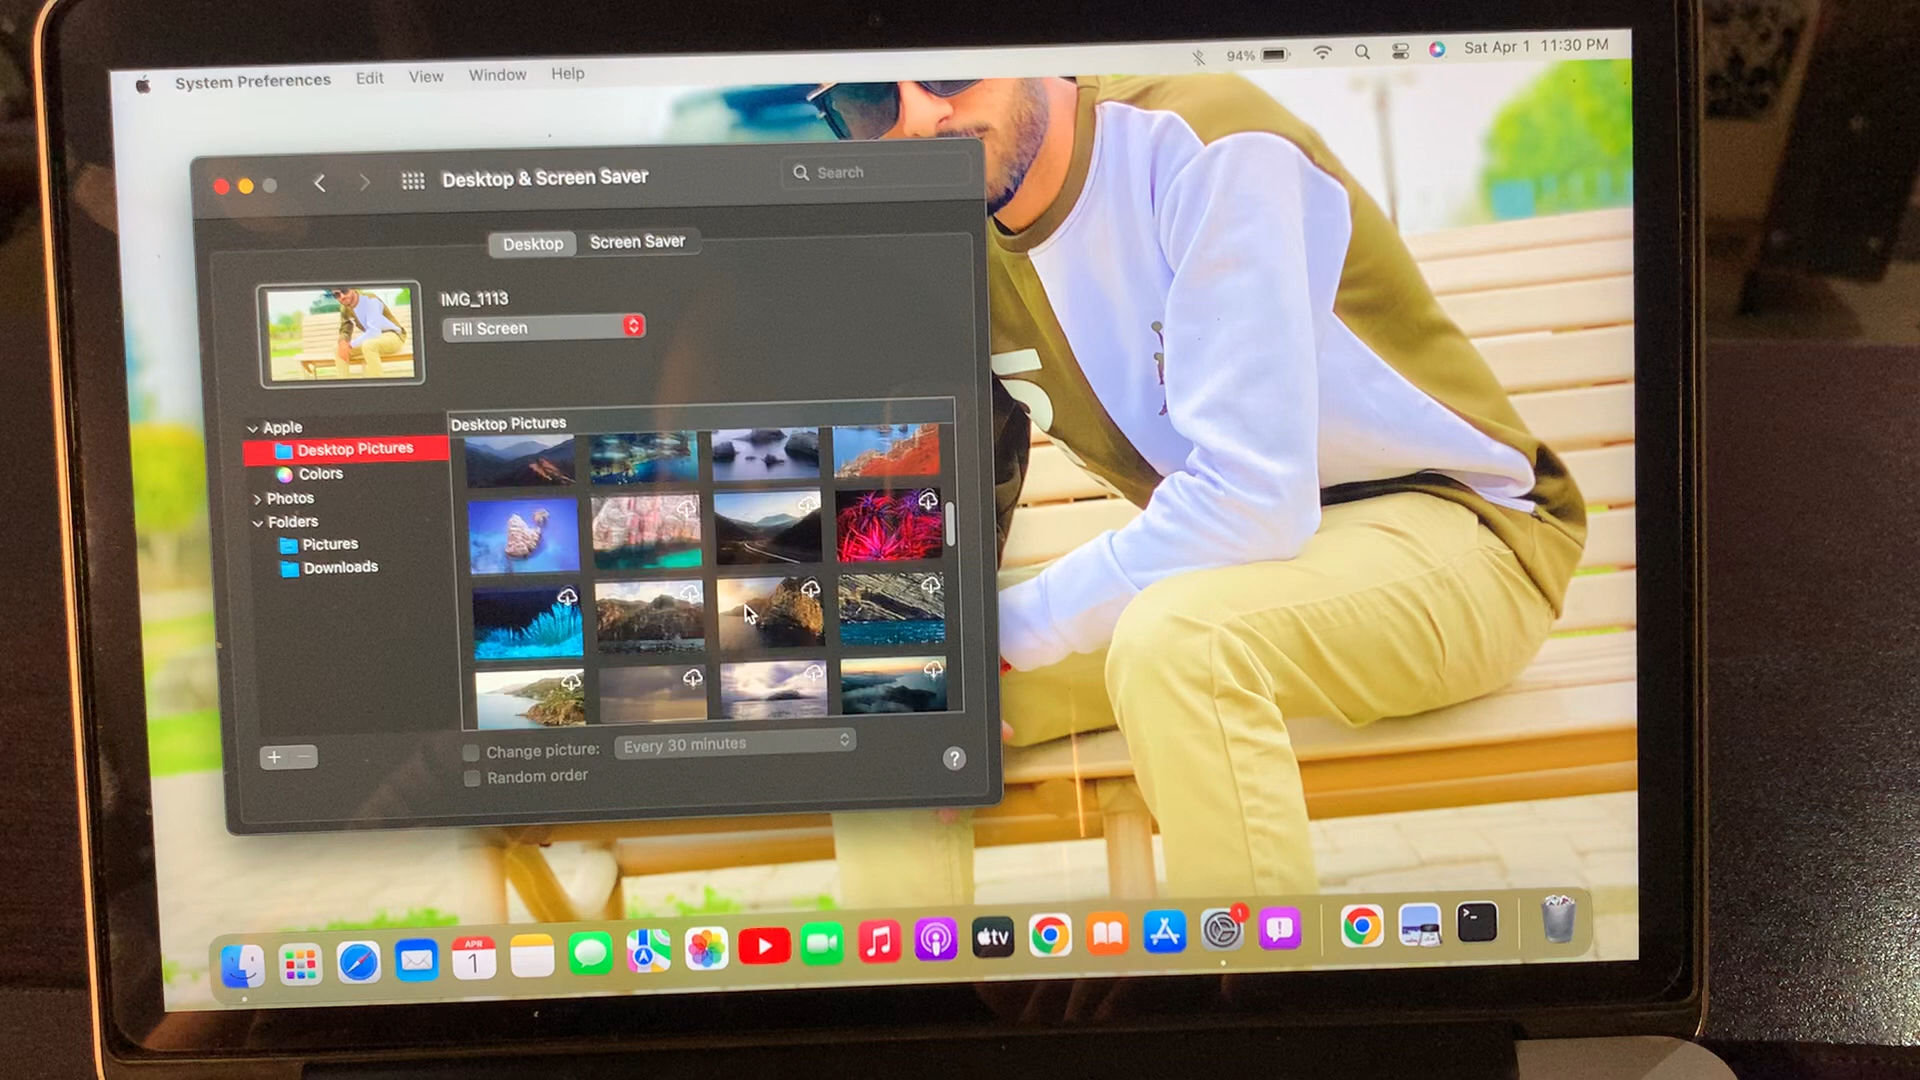 System Preferences Edit View Window Help 94% Sat Apr 1 11:30 PM
Desktop & Screen Saver Search
Desktop Screen Saver
IMG_1113
Fill Screen
Apple
Desktop Pictures
Colors
Photos
Folders
Pictures
Downloads
Desktop Pictures
Change picture: Every 30 minutes
Random order
+ − ?
APR
1
tv
1
>-